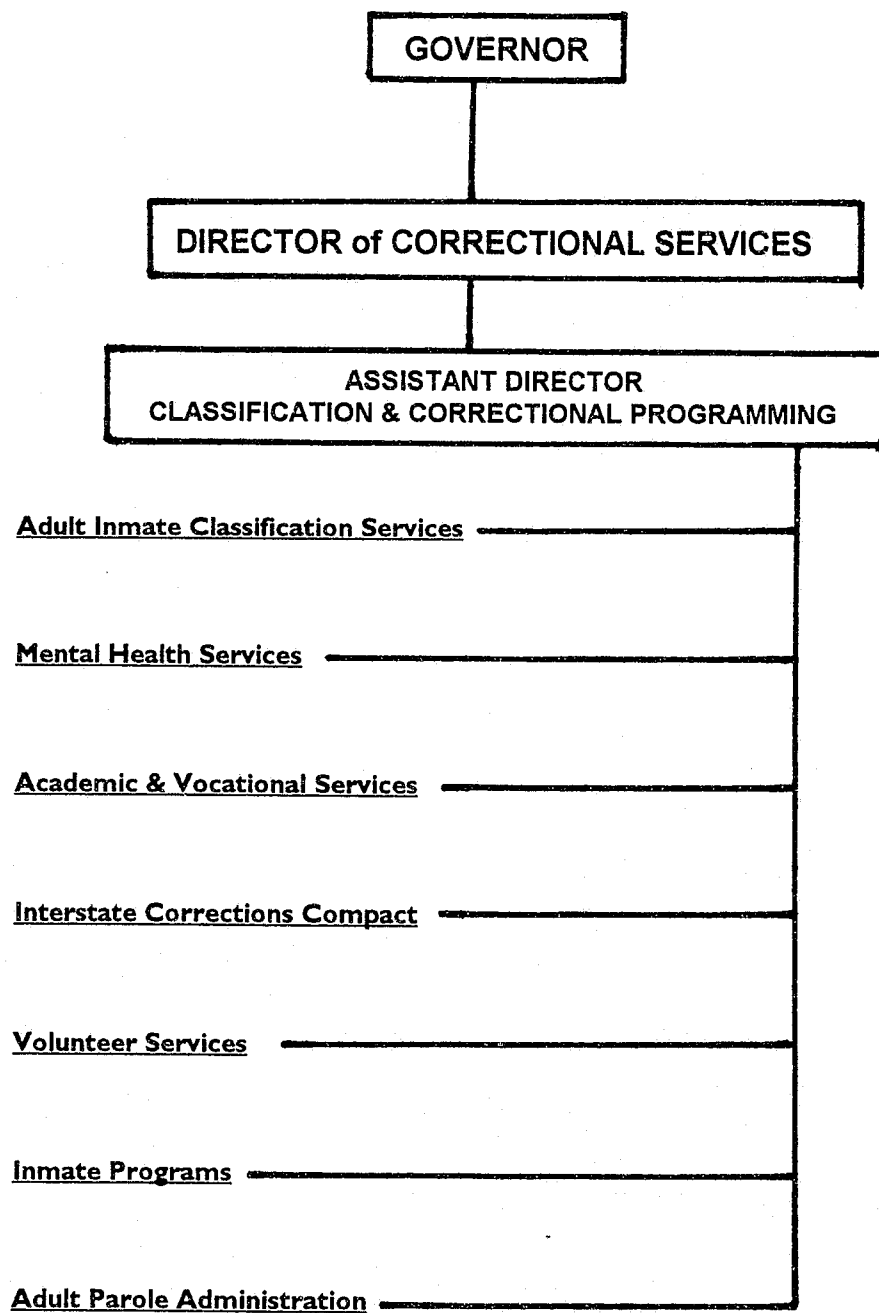 GOVERNOR
DIRECTOR of CORRECTIONAL SERVICES
ASSISTANT DIRECTOR
CLASSIFICATION & CORRECTIONAL PROGRAMMING
Adult Inmate Classification Services
Mental Health Services
Academic & Vocational Services
Interstate Corrections Compact
Volunteer Services
Inmate Programs
Adult Parole Administration